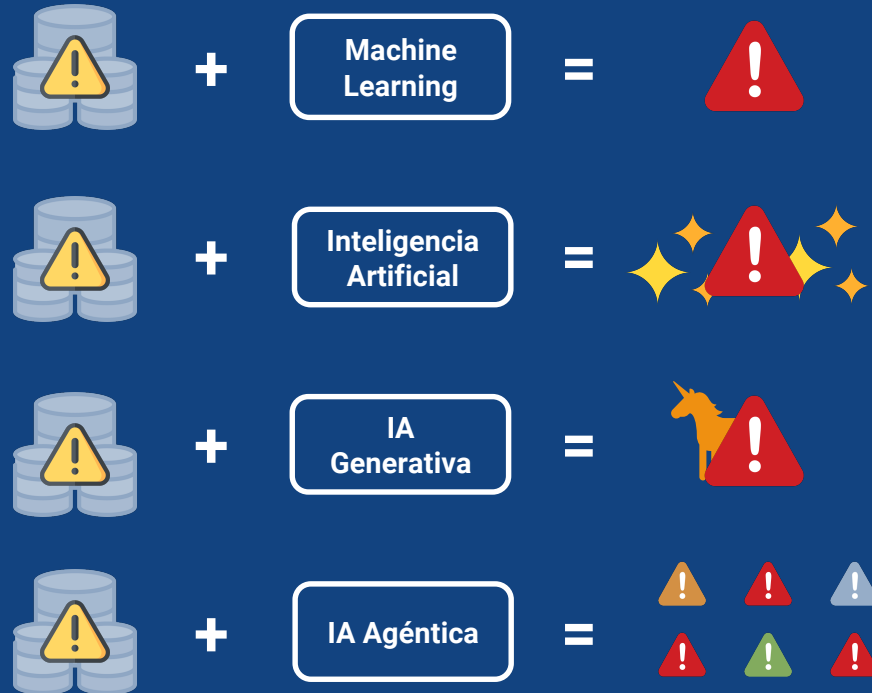 +
Machine
Learning
=
+
Inteligencia
Artificial
=
+
IA
Generativa
=
+
IA Agéntica
=